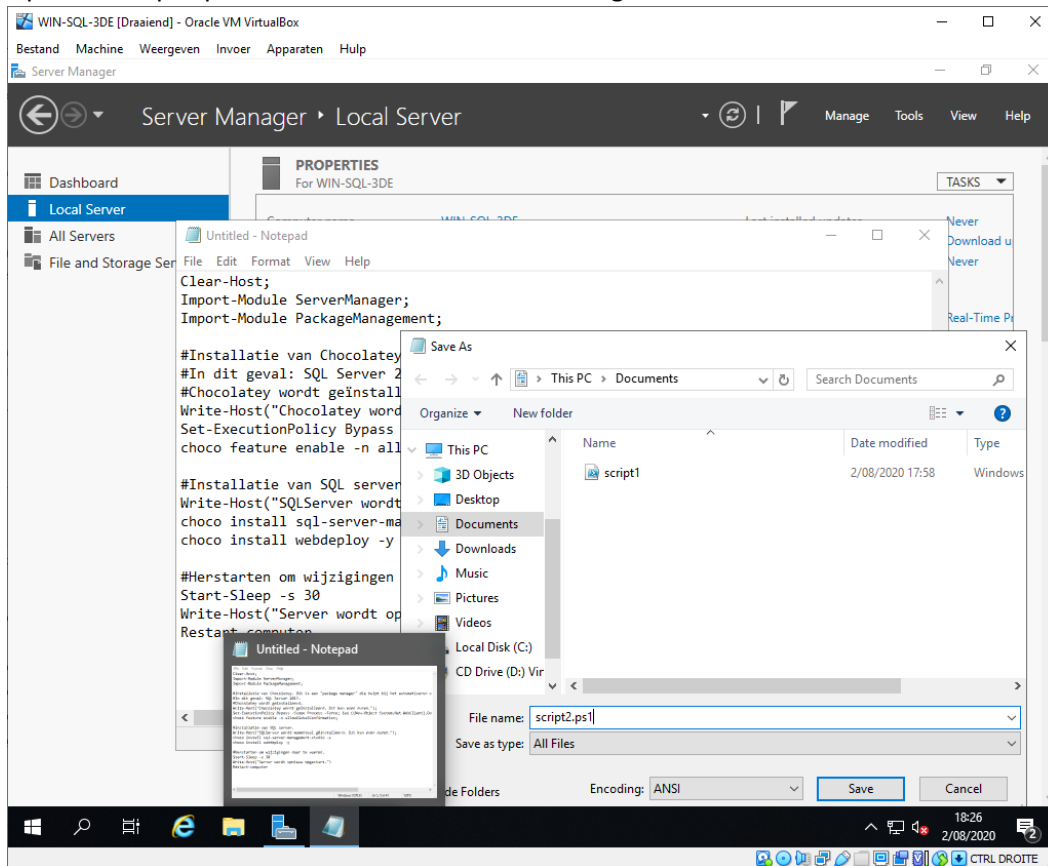 WIN-SQL-3DE [Draaiend] - Oracle VM VirtualBox
Bestand Machine Weergeven Invoer Apparaten Hulp
Server Manager
Server Manager Local Server
Manage Tools View Help
Dashboard
Local Server
All Servers
File and Storage Ser
PROPERTIES
For WIN-SQL-3DE
TASKS
Never
Download u
Never
Real-Time Pr
Untitled - Notepad
File Edit Format View Help
Clear-Host;
Import-Module ServerManager;
Import-Module PackageManagement;
#Installatie van Chocolatey
#In dit geval: SQL Server 2
#Chocolatey wordt geïnstall
Write-Host("Chocolatey word
Set-ExecutionPolicy Bypass
choco feature enable -n all
#Installatie van SQL server
Write-Host("SQLServer wordt
choco install sql-server-ma
choco install webdeploy -y
#Herstarten om wijzigingen
Start-Sleep -s 30
Write-Host("Server wordt op
Restart-computer
Save As
This PC > Documents
Search Documents
Organize New folder
This PC
3D Objects
Desktop
Documents
Downloads
Music
Pictures
Videos
Local Disk (C:)
CD Drive (D:) Vir
Name Date modified Type
script1 2/08/2020 17:58 Windows
File name: script2.ps1
Save as type: All Files
de Folders
Encoding: ANSI
Save Cancel
Untitled - Notepad
18:26
2/08/2020
2
CTRL DROITE